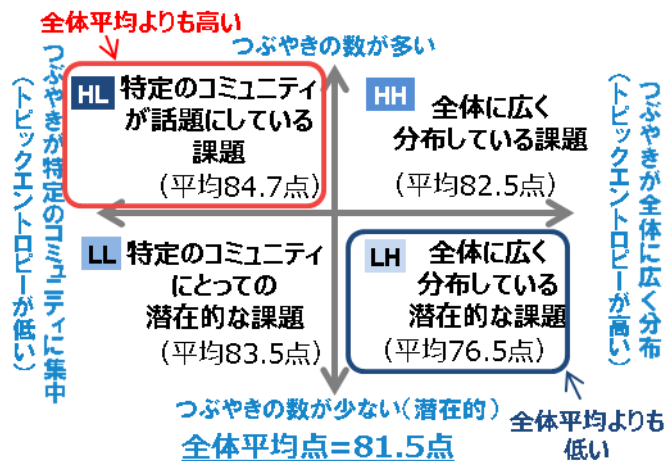 全体平均よりも高い
つぶやきの数が多い
つぶやきが特定のコミュニティに集中
(トピックエントロピーが低い)
HL 特定のコミュニティ
が話題にしている
課題
(平均84.7点)
HH 全体に広く
分布している課題
(平均82.5点)
つぶやきが全体に広く分布
(トピックエントロピーが高い)
LL 特定のコミュニティ
にとっての
潜在的な課題
(平均83.5点)
LH 全体に広く
分布している
潜在的な課題
(平均76.5点)
つぶやきの数が少ない(潜在的)
全体平均点=81.5点
全体平均よりも
低い